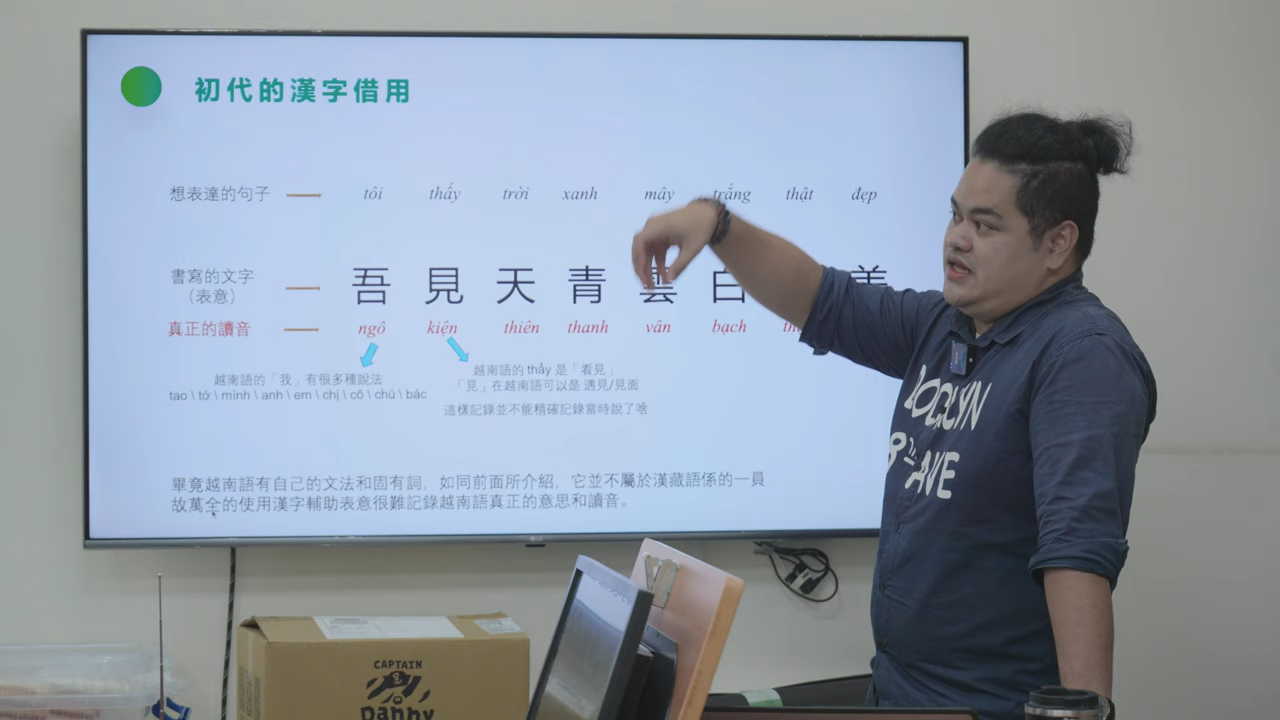 初代的漢字借用
想表達的句子 tôi thấy trời xanh mây trắng thật đẹp
書寫的文字 吾 見 天 青 雲 白 美
（表意）
真正的讀音 ngô kiện thiên thanh vân bạch
越南語的「我」有很多種說法
tao \ tớ \ mình \ anh \ em \ chị \ cô \ chú \ bác
越南語的 thấy 是「看見」
「見」在越南語可以是 遇見/見面
這樣記錄並不能精確記錄當時說了啥
畢竟越南語有自己的文法和固有詞，如同前面所介紹，它並不屬於漢藏語係的一員
故萬全的使用漢字輔助表意很難記錄越南語真正的意思和讀音。
LG
AVE
CAPTAIN
Danny